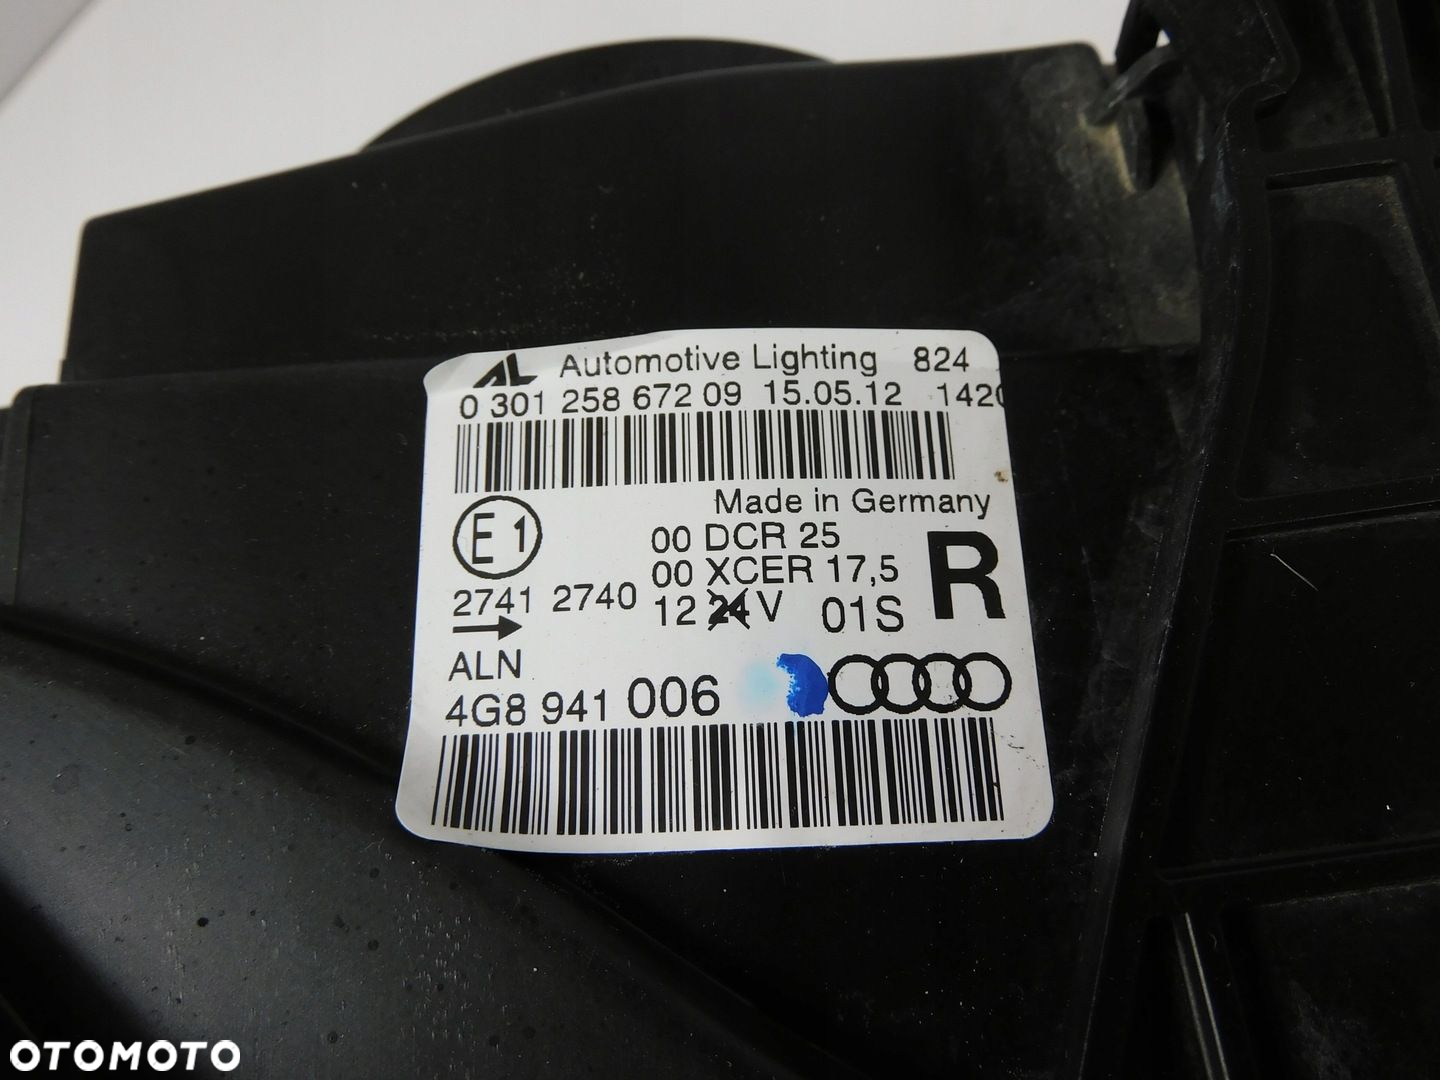 AL Automotive Lighting 824
0 301 258 672 09 15.05.12 142
Made in Germany
E1 00 DCR 25
00 XCER 17,5 R
2741 2740 12 24 V 01S
ALN
4G8 941 006
OTOMOTO